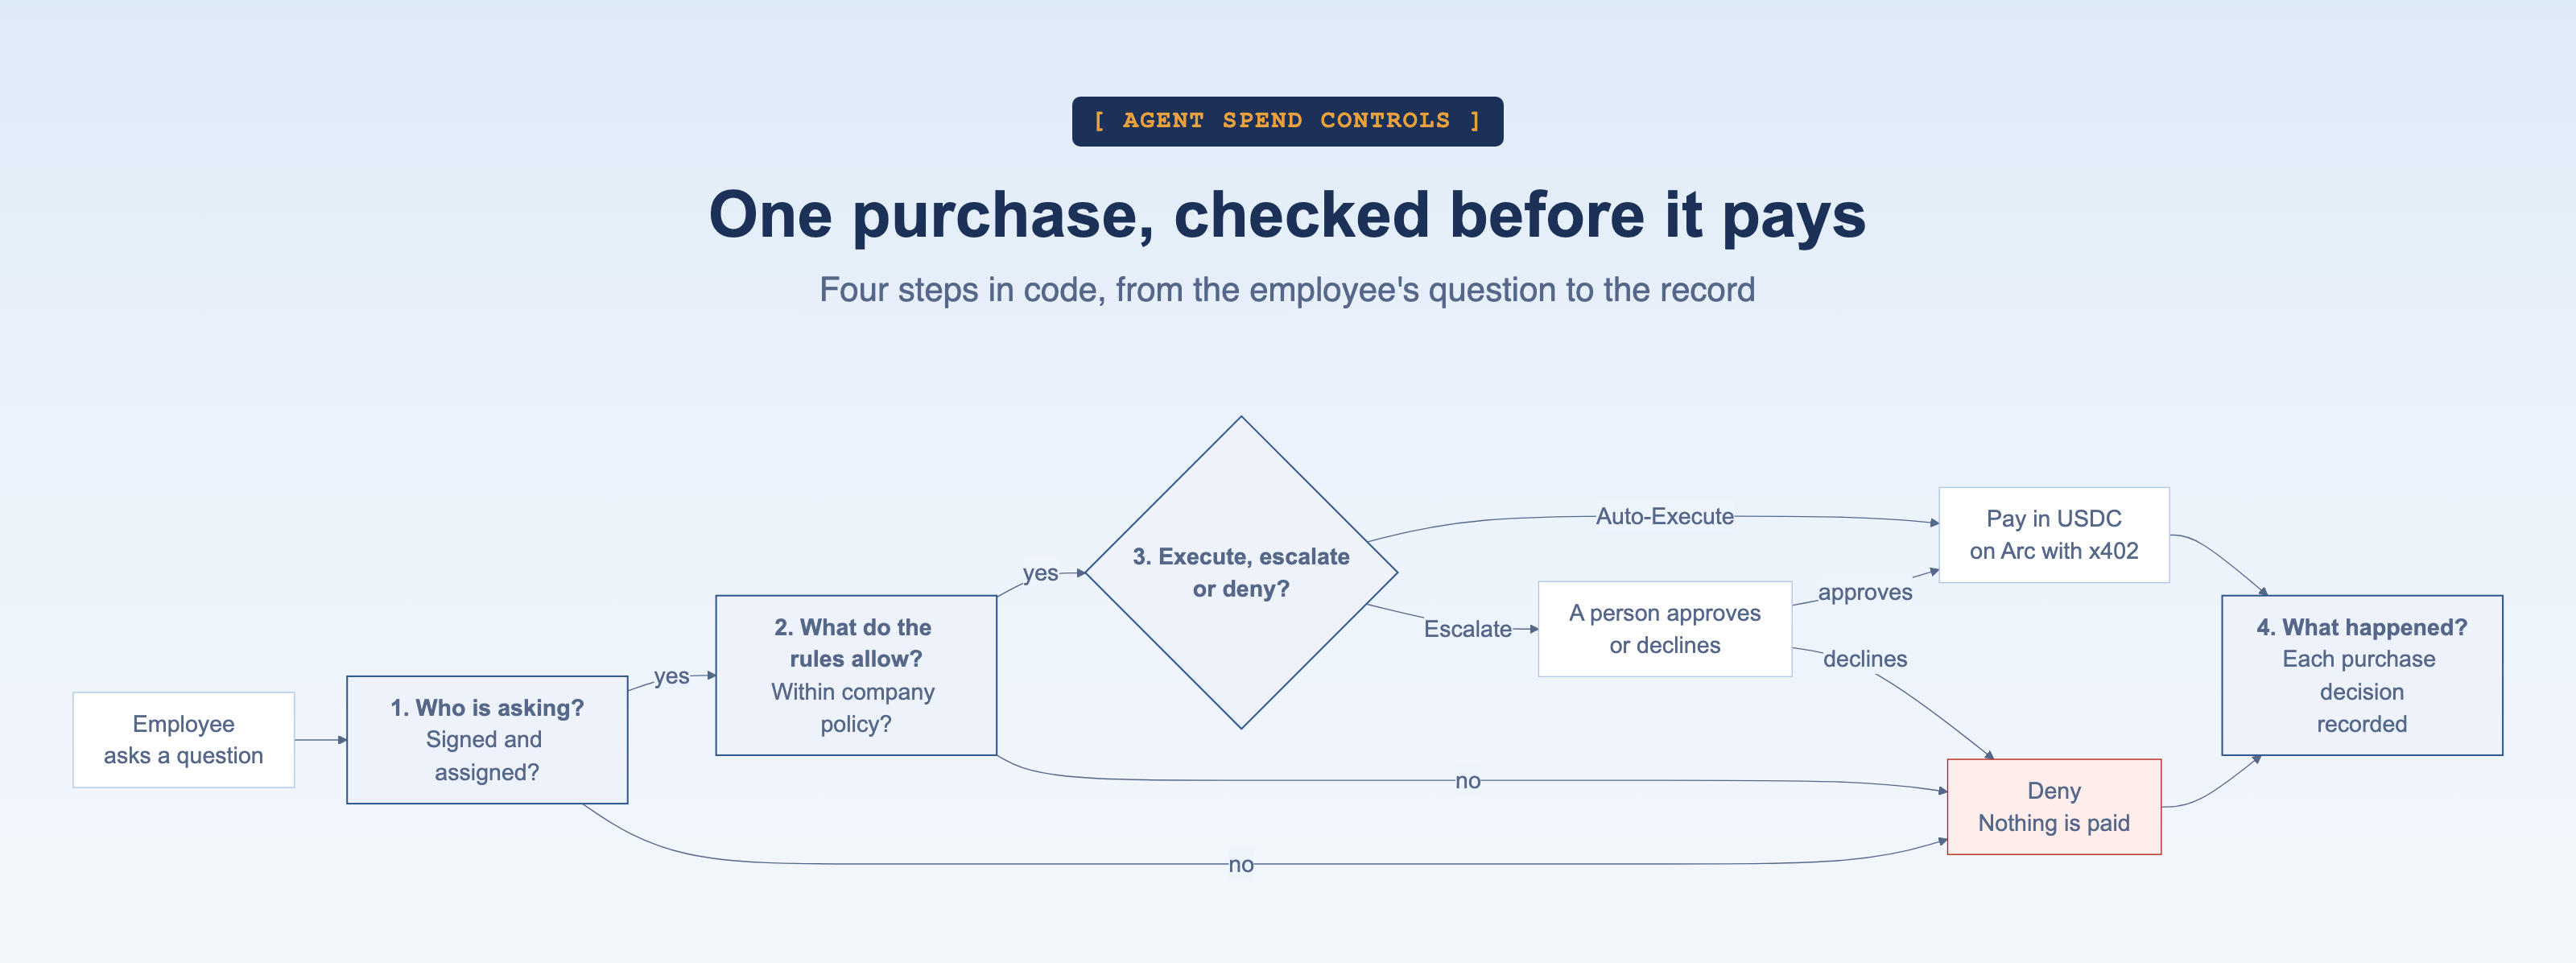 [ AGENT SPEND CONTROLS ]
One purchase, checked before it pays
Four steps in code, from the employee's question to the record
Employee
asks a question
1. Who is asking?
Signed and
assigned?
yes
no
2. What do the
rules allow?
Within company
policy?
yes
no
3. Execute, escalate
or deny?
Auto-Execute
Escalate
A person approves
or declines
approves
declines
Pay in USDC
on Arc with x402
Deny
Nothing is paid
4. What happened?
Each purchase
decision
recorded